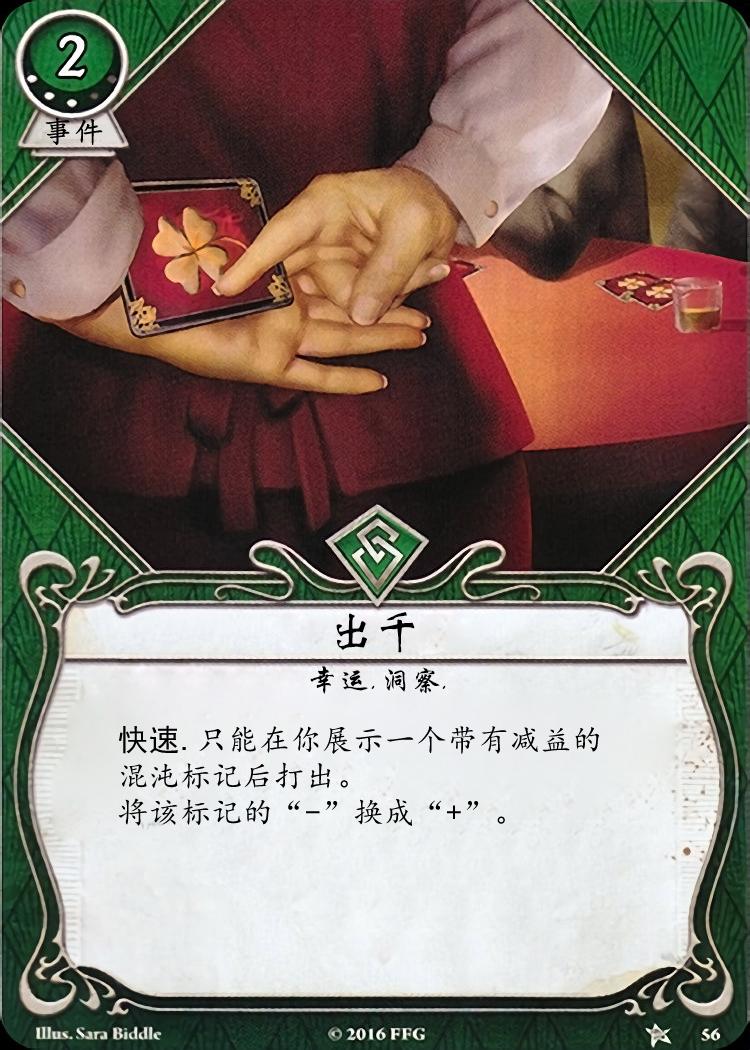 2
事件
出千
幸运.洞察.
快速.只能在你展示一个带有减益的
混沌标记后打出。
将该标记的“-”换成“+”。
Illus. Sara Biddle
© 2016 FFG
56